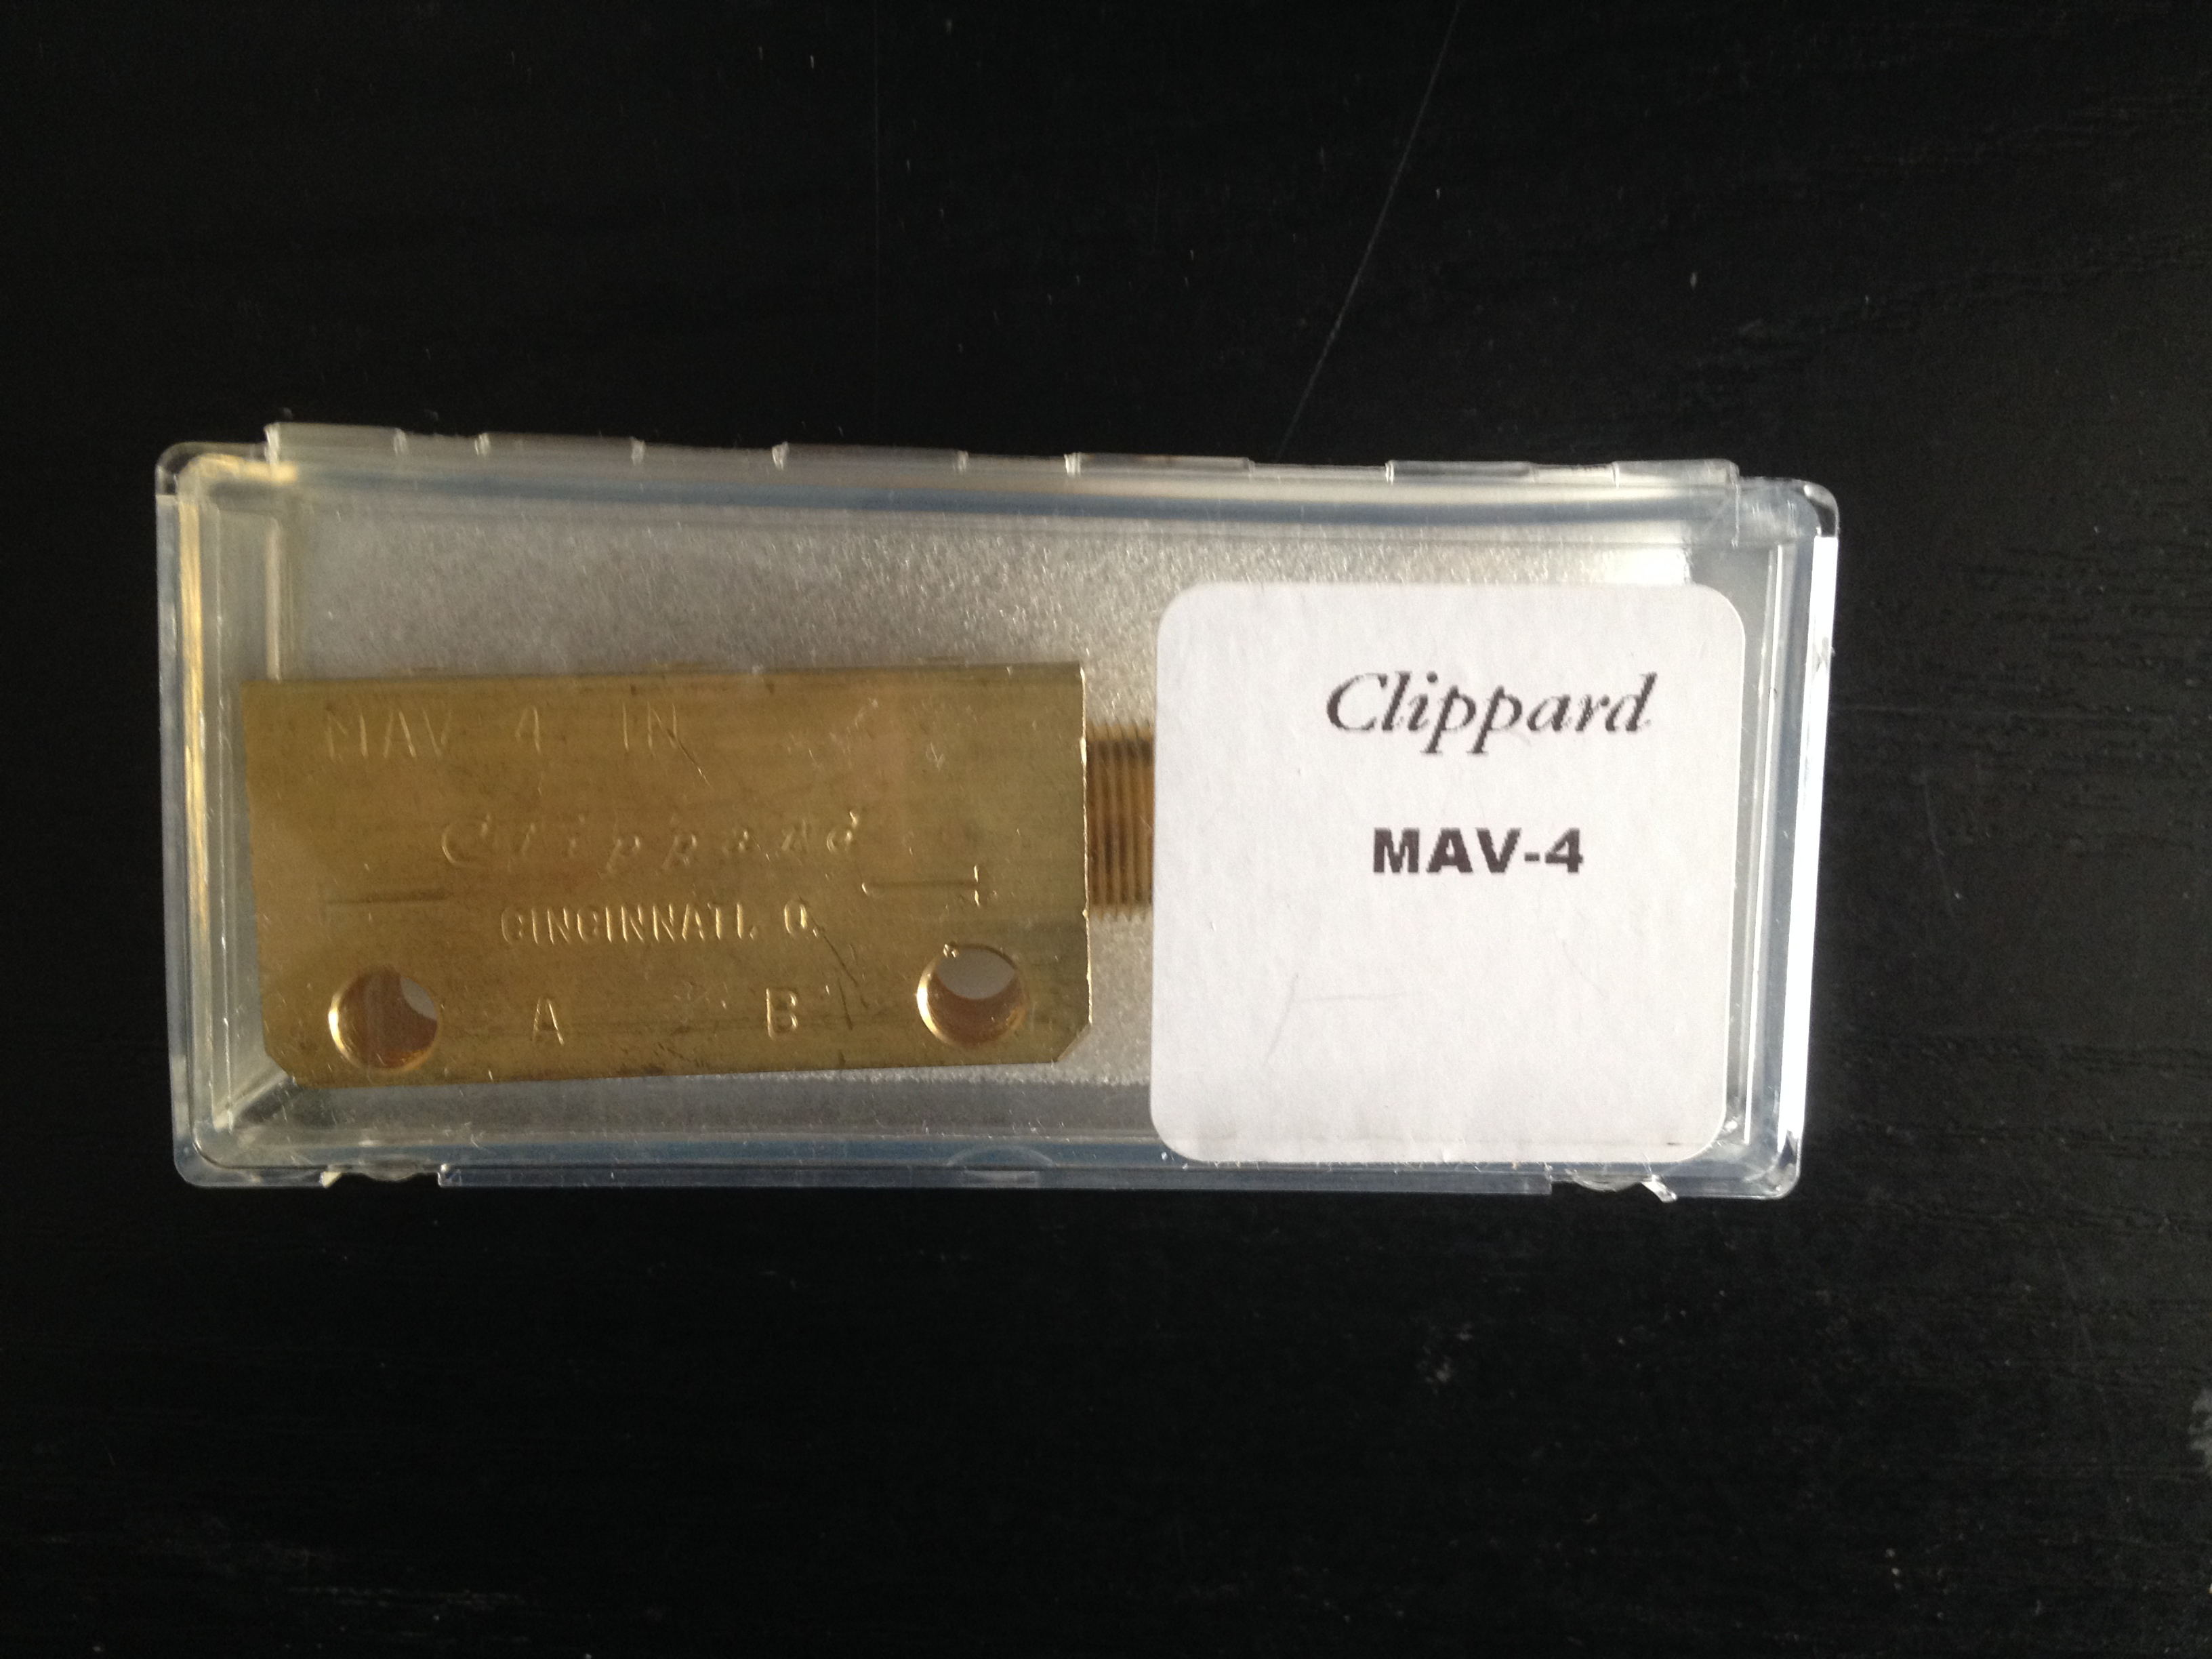 MAV 4 IN
Clippard
CINCINNATI. O.
A B
Clippard
MAV-4